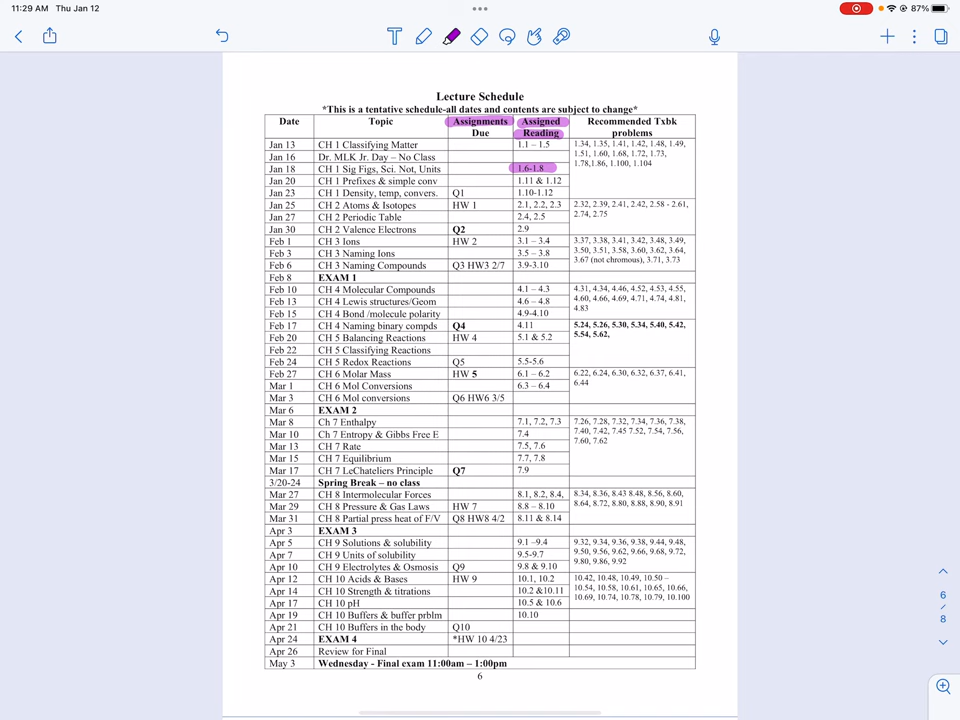 11:29 AM Thu Jan 12
87%
Lecture Schedule
*This is a tentative schedule-all dates and contents are subject to change*
Date Topic Assignments Due Assigned Reading Recommended Txbk problems
Jan 13 CH 1 Classifying Matter 1.1 – 1.5 1.34, 1.35, 1.41, 1.42, 1.48, 1.49,
Jan 16 Dr. MLK Jr. Day – No Class 1.51, 1.60, 1.68, 1.72, 1.73,
Jan 18 CH 1 Sig Figs, Sci. Not, Units 1.6-1.8 1.78,1.86, 1.100, 1.104
Jan 20 CH 1 Prefixes & simple conv 1.11 & 1.12
Jan 23 CH 1 Density, temp, convers. Q1 1.10-1.12
Jan 25 CH 2 Atoms & Isotopes HW 1 2.1, 2.2, 2.3 2.32, 2.39, 2.41, 2.42, 2.58 - 2.61,
Jan 27 CH 2 Periodic Table 2.4, 2.5 2.74, 2.75
Jan 30 CH 2 Valence Electrons Q2 2.9
Feb 1 CH 3 Ions HW 2 3.1 – 3.4 3.37, 3.38, 3.41, 3.42, 3.48, 3.49,
Feb 3 CH 3 Naming Ions 3.5 – 3.8 3.50, 3.51, 3.58, 3.60, 3.62, 3.64,
Feb 6 CH 3 Naming Compounds Q3 HW3 2/7 3.9-3.10 3.67 (not chromous), 3.71, 3.73
Feb 8 EXAM 1
Feb 10 CH 4 Molecular Compounds 4.1 – 4.3 4.31, 4.34, 4.46, 4.52, 4.53, 4.55,
Feb 13 CH 4 Lewis structures/Geom 4.6 – 4.8 4.60, 4.66, 4.69, 4.71, 4.74, 4.81,
Feb 15 CH 4 Bond /molecule polarity 4.9-4.10 4.83
Feb 17 CH 4 Naming binary compds Q4 4.11 5.24, 5.26, 5.30, 5.34, 5.40, 5.42,
Feb 20 CH 5 Balancing Reactions HW 4 5.1 & 5.2 5.54, 5.62,
Feb 22 CH 5 Classifying Reactions
Feb 24 CH 5 Redox Reactions Q5 5.5-5.6
Feb 27 CH 6 Molar Mass HW 5 6.1 – 6.2 6.22, 6.24, 6.30, 6.32, 6.37, 6.41,
Mar 1 CH 6 Mol Conversions 6.3 – 6.4 6.44
Mar 3 CH 6 Mol conversions Q6 HW6 3/5
Mar 6 EXAM 2
Mar 8 Ch 7 Enthalpy 7.1, 7.2, 7.3 7.26, 7.28, 7.32, 7.34, 7.36, 7.38,
Mar 10 Ch 7 Entropy & Gibbs Free E 7.4 7.40, 7.42, 7.45 7.52, 7.54, 7.56,
Mar 13 CH 7 Rate 7.5, 7.6 7.60, 7.62
Mar 15 CH 7 Equilibrium 7.7, 7.8
Mar 17 CH 7 LeChateliers Principle Q7 7.9
3/20-24 Spring Break – no class
Mar 27 CH 8 Intermolecular Forces 8.1, 8.2, 8.4, 8.34, 8.36, 8.43 8.48, 8.56, 8.60,
Mar 29 CH 8 Pressure & Gas Laws HW 7 8.8 – 8.10 8.64, 8.72, 8.80, 8.88, 8.90, 8.91
Mar 31 CH 8 Partial press heat of F/V Q8 HW8 4/2 8.11 & 8.14
Apr 3 EXAM 3
Apr 5 CH 9 Solutions & solubility 9.1 –9.4 9.32, 9.34, 9.36, 9.38, 9.44, 9.48,
Apr 7 CH 9 Units of solubility 9.5-9.7 9.50, 9.56, 9.62, 9.66, 9.68, 9.72,
Apr 10 CH 9 Electrolytes & Osmosis Q9 9.8 & 9.10 9.80, 9.86, 9.92
Apr 12 CH 10 Acids & Bases HW 9 10.1, 10.2 10.42, 10.48, 10.49, 10.50 –
Apr 14 CH 10 Strength & titrations 10.2 &10.11 10.54, 10.58, 10.61, 10.65, 10.66,
Apr 17 CH 10 pH 10.5 & 10.6 10.69, 10.74, 10.78, 10.79, 10.100
Apr 19 CH 10 Buffers & buffer prblm 10.10
Apr 21 CH 10 Buffers in the body Q10
Apr 24 EXAM 4 *HW 10 4/23
Apr 26 Review for Final
May 3 Wednesday - Final exam 11:00am – 1:00pm
6
6 / 8